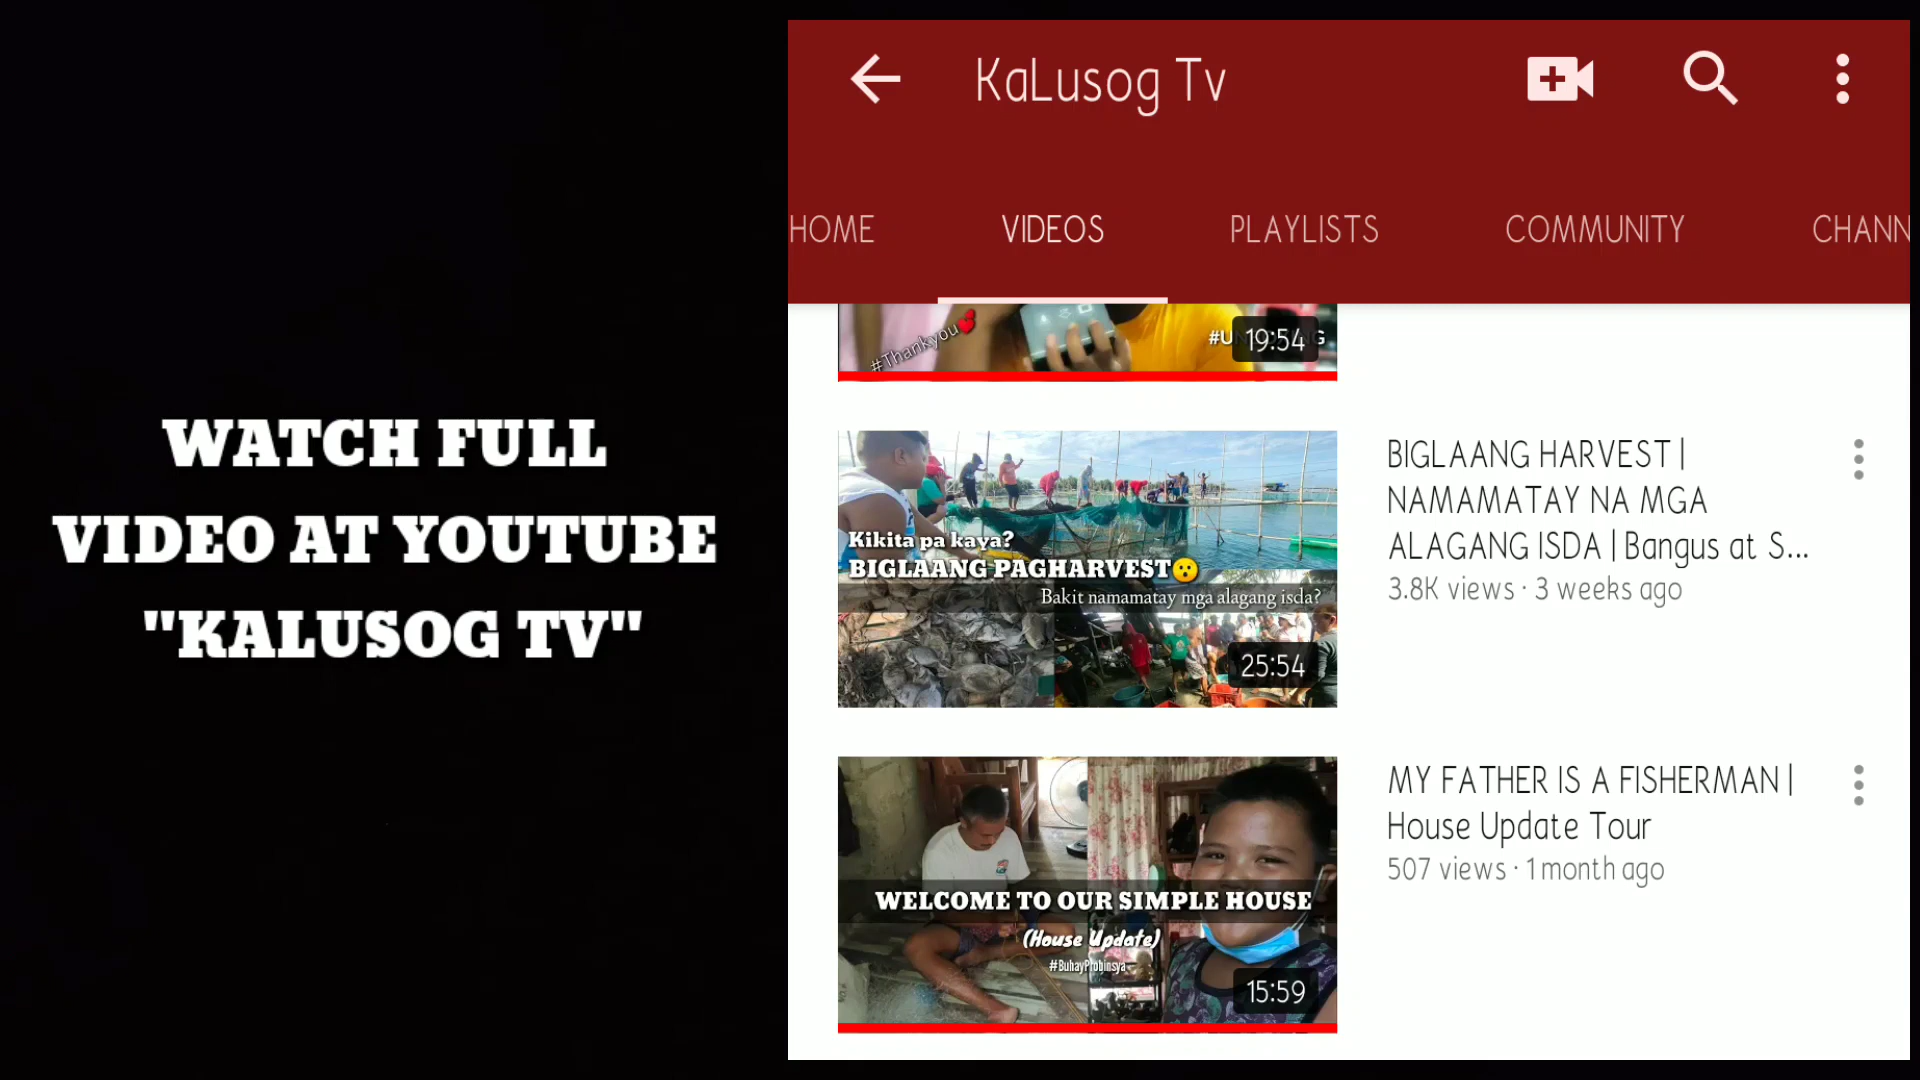 WATCH FULL
VIDEO AT YOUTUBE
"KALUSOG TV"
KaLusog Tv
HOME VIDEOS PLAYLISTS COMMUNITY CHANN
#Thankyou
19:54
Kikita pa kaya?
BIGLAANG PAGHARVEST
Bakit namamatay mga alagang isda?
25:54
BIGLAANG HARVEST |
NAMAMATAY NA MGA
ALAGANG ISDA | Bangus at S...
3.8K views · 3 weeks ago
WELCOME TO OUR SIMPLE HOUSE
(House Update)
#BuhayProbinsya
15:59
MY FATHER IS A FISHERMAN |
House Update Tour
507 views · 1 month ago